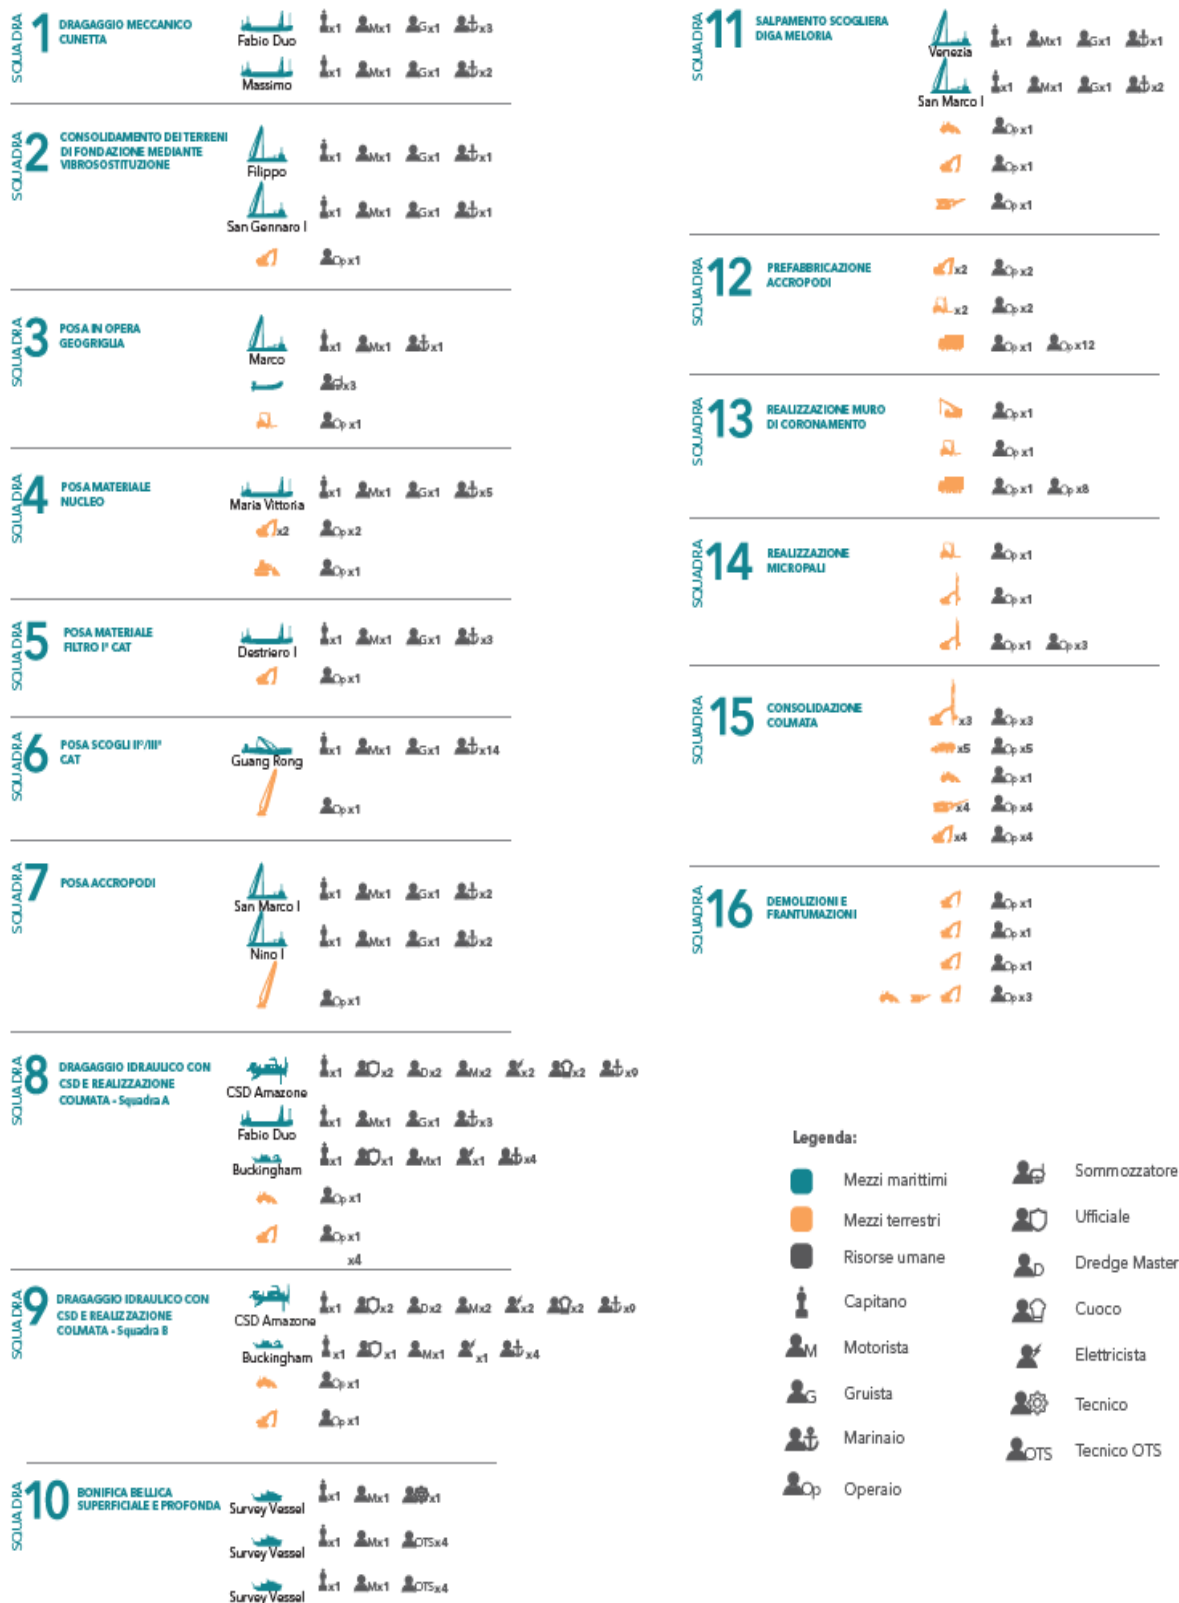 SQUADRA 1 DRAGAGGIO MECCANICO
CUNETTA
Fabio Duo x1 Mx1 Gx1 x3
Massimo x1 Mx1 Gx1 x2
SQUADRA 2 CONSOLIDAMENTO DEI TERRENI
DI FONDAZIONE MEDIANTE
VIBROSOSTITUZIONE
Filippo x1 Mx1 Gx1 x1
San Gennaro I x1 Mx1 Gx1 x1
Op x1
SQUADRA 3 POSA IN OPERA
GEOGRIGLIA
Marco x1 Mx1 x1
x3
Op x1
SQUADRA 4 POSA MATERIALE
NUCLEO
Maria Vittoria x1 Mx1 Gx1 x5
x2 Op x2
Op x1
SQUADRA 5 POSA MATERIALE
FILTRO I° CAT
Destriero I x1 Mx1 Gx1 x3
Op x1
SQUADRA 6 POSA SCOGLI II°/III°
CAT
Guang Rong x1 Mx1 Gx1 x14
Op x1
SQUADRA 7 POSA ACCROPODI
San Marco I x1 Mx1 Gx1 x2
Nino I x1 Mx1 Gx1 x2
Op x1
SQUADRA 8 DRAGAGGIO IDRAULICO CON
CSD E REALIZZAZIONE
COLMATA - Squadra A
CSD Amazone x1 x2 Dx2 Mx2 x2 x2 x9
Fabio Duo x1 Mx1 Gx1 x3
Buckingham x1 x1 Mx1 x1 x4
Op x1
Op x1
x4
SQUADRA 9 DRAGAGGIO IDRAULICO CON
CSD E REALIZZAZIONE
COLMATA - Squadra B
CSD Amazone x1 x2 Dx2 Mx2 x2 x2 x9
Buckingham x1 x1 Mx1 x1 x4
Op x1
Op x1
SQUADRA 10 BONIFICA BELLICA
SUPERFICIALE E PROFONDA
Survey Vessel x1 Mx1 x1
Survey Vessel x1 Mx1 OTSx4
Survey Vessel x1 Mx1 OTSx4
SQUADRA 11 SALPAMENTO SCOGLIERA
DIGA MELORIA
Venezia x1 Mx1 Gx1 x1
San Marco I x1 Mx1 Gx1 x2
Op x1
Op x1
Op x1
SQUADRA 12 PREFABBRICAZIONE
ACCROPODI
x2 Op x2
x2 Op x2
Op x1 Op x12
SQUADRA 13 REALIZZAZIONE MURO
DI CORONAMENTO
Op x1
Op x1
Op x1 Op x8
SQUADRA 14 REALIZZAZIONE
MICROPALI
Op x1
Op x1
Op x1 Op x3
SQUADRA 15 CONSOLIDAZIONE
COLMATA
x3 Op x3
x5 Op x5
Op x1
x4 Op x4
x4 Op x4
SQUADRA 16 DEMOLIZIONI E
FRANTUMAZIONI
Op x1
Op x1
Op x1
Op x3
Legenda:
Mezzi marittimi
Mezzi terrestri
Risorse umane
Capitano
M Motorista
G Gruista
Marinaio
Op Operaio
Sommozzatore
Ufficiale
D Dredge Master
Cuoco
Elettricista
Tecnico
OTS Tecnico OTS